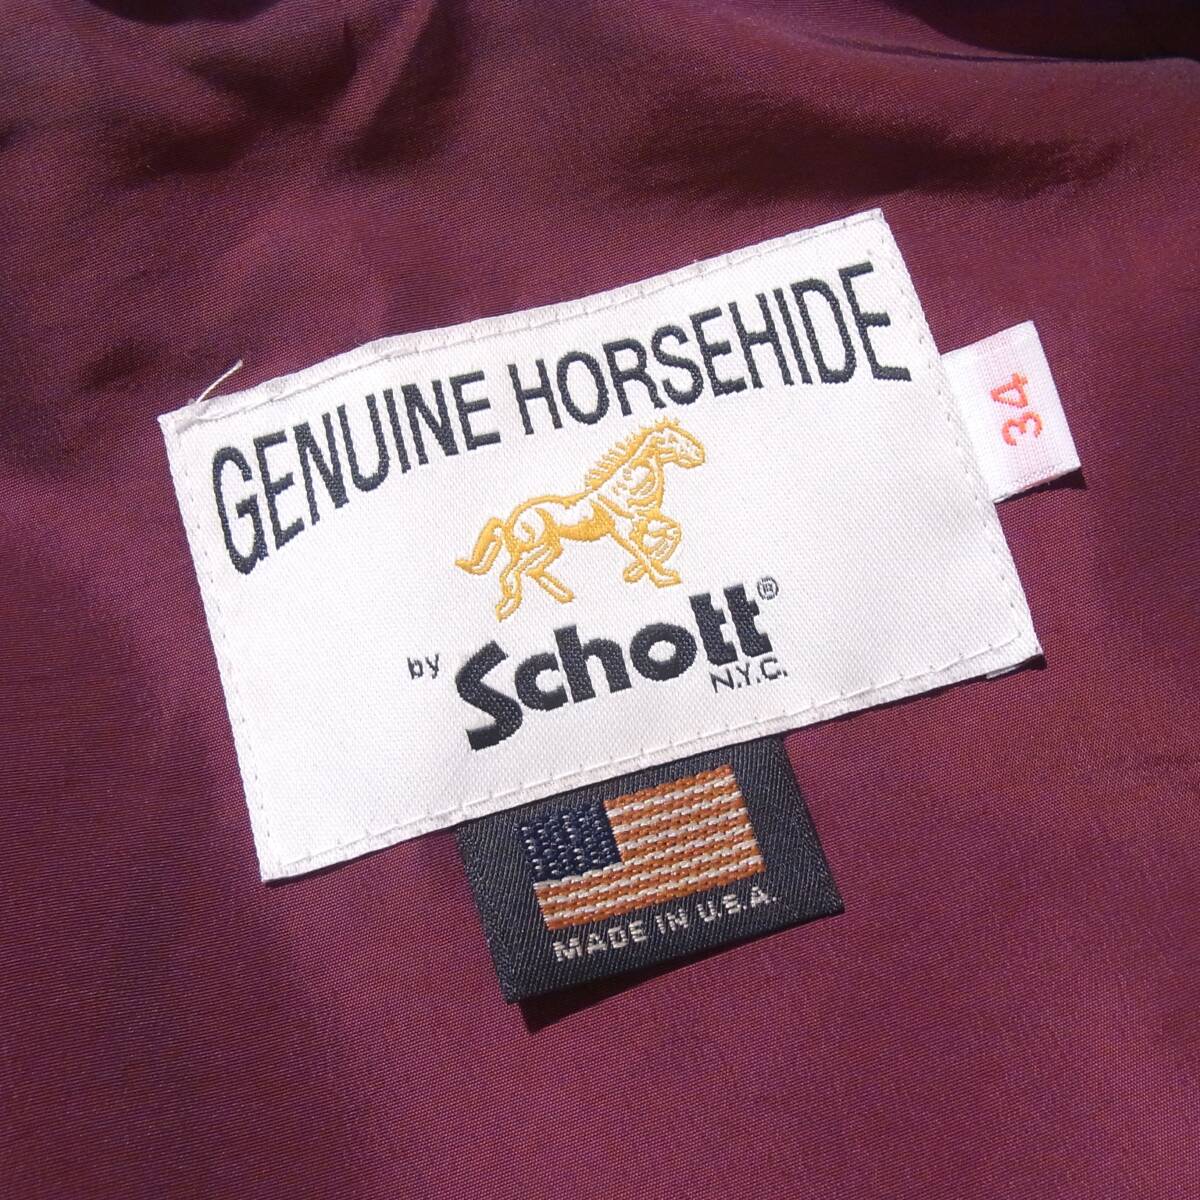 GENUINE HORSEHIDE
34
by Schott®
N.Y.C.
MADE IN U.S.A.